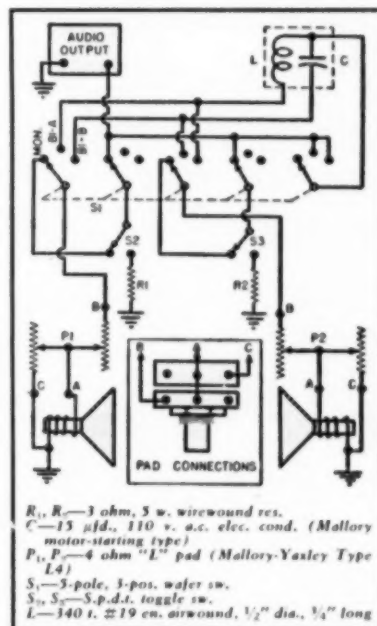 AUDIO
OUTPUT
L
C
MON.
BI-A
BI-B
S1
S2
S3
R1
R2
B
B
P1
P2
C
A
B
A
C
A
C
PAD CONNECTIONS
R₁, R₂—3 ohm, 5 w. wirewound res.
C—15 µfd., 110 v. a.c. elec. cond. (Mallory
motor-starting type)
P₁, P₂—4 ohm "L" pad (Mallory-Yaxley Type
L4)
S₁—5-pole, 3-pos. wafer sw.
S₂, S₃—S.p.d.t. toggle sw.
L—340 t. #19 en. airwound, ½" dia., ¾" long